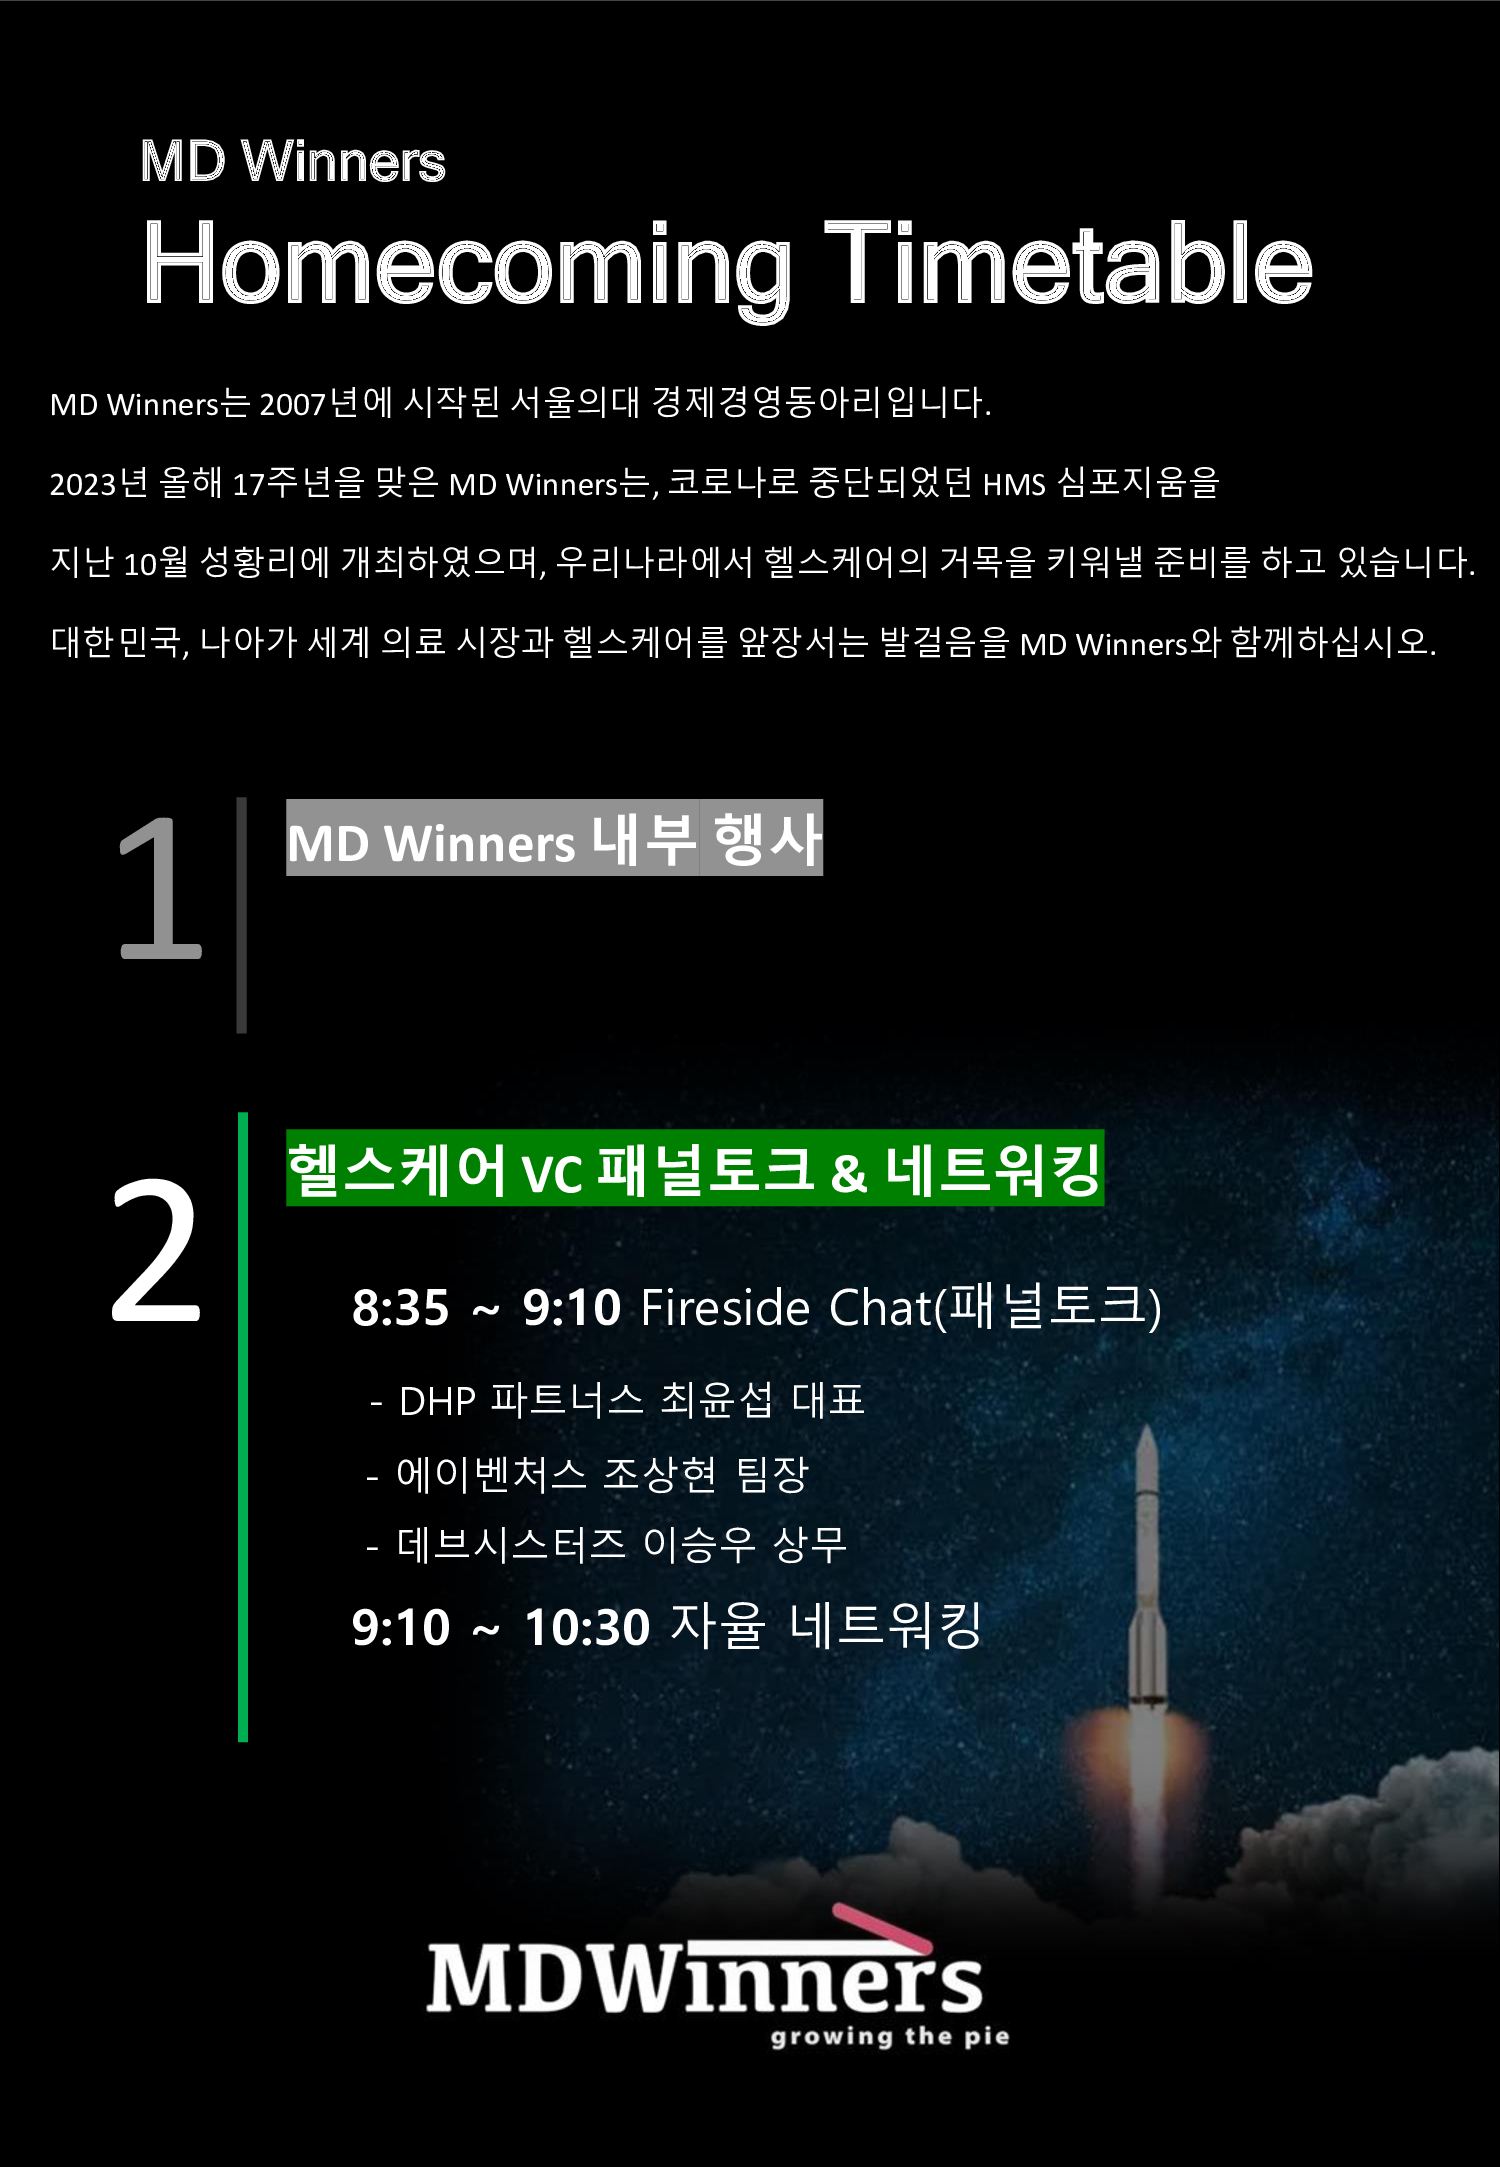 MD Winners
Homecoming Timetable
MD Winners는 2007년에 시작된 서울의대 경제경영동아리입니다.
2023년 올해 17주년을 맞은 MD Winners는, 코로나로 중단되었던 HMS 심포지움을
지난 10월 성황리에 개최하였으며, 우리나라에서 헬스케어의 거목을 키워낼 준비를 하고 있습니다.
대한민국, 나아가 세계 의료 시장과 헬스케어를 앞장서는 발걸음을 MD Winners와 함께하십시오.
1
MD Winners 내부 행사
2
헬스케어 VC 패널토크 & 네트워킹
8:35 ~ 9:10 Fireside Chat(패널토크)
- DHP 파트너스 최윤섭 대표
- 에이벤처스 조상현 팀장
- 데브시스터즈 이승우 상무
9:10 ~ 10:30 자율 네트워킹
MDWinners
growing the pie